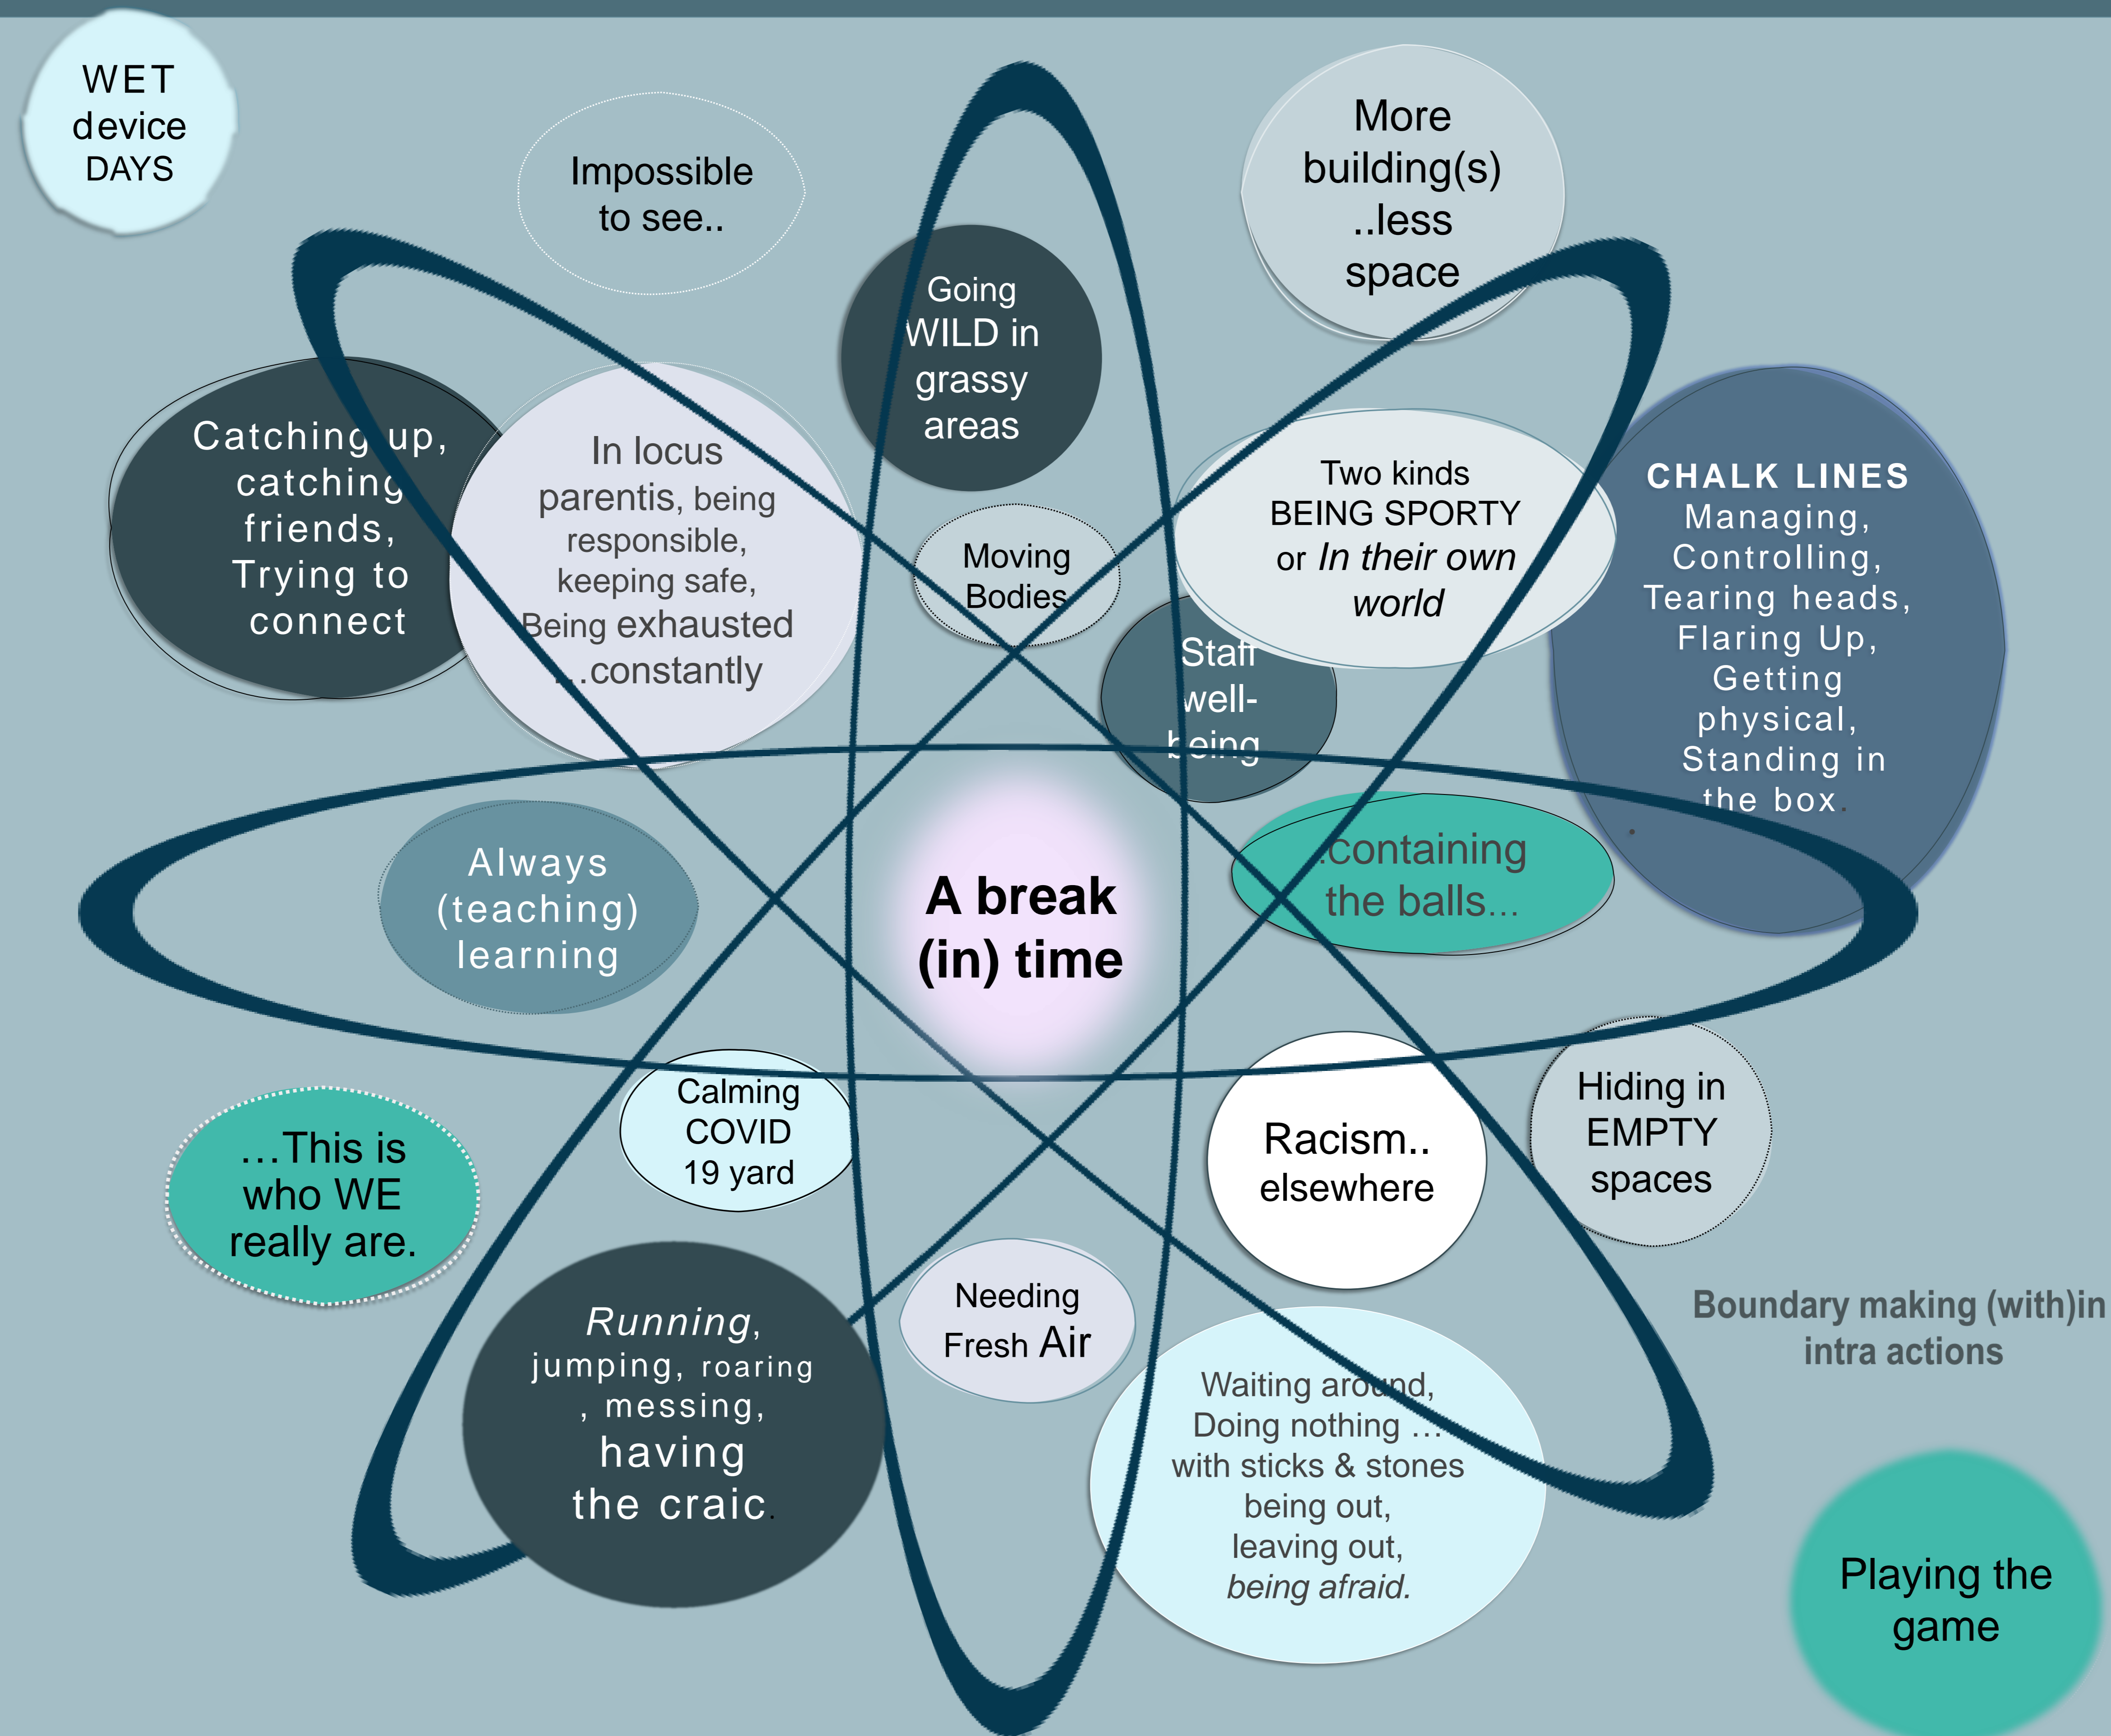 WET
device
DAYS
Impossible
to see..
More
building(s)
..less
space
Going
WILD in
grassy
areas
Catching up,
catching
friends,
Trying to
connect
In locus
parentis, being
responsible,
keeping safe,
Being exhausted
...constantly
Moving
Bodies
Two kinds
BEING SPORTY
or In their own
world
CHALK LINES
Managing,
Controlling,
Tearing heads,
Flaring Up,
Getting
physical,
Standing in
the box.
.
Staff
well-
being
Always
(teaching)
learning
A break
(in) time
.containing
the balls...
...This is
who WE
really are.
Calming
COVID
19 yard
Racism..
elsewhere
Hiding in
EMPTY
spaces
Running,
jumping, roaring
, messing,
having
the craic.
Needing
Fresh Air
Waiting around,
Doing nothing ...
with sticks & stones
being out,
leaving out,
being afraid.
Boundary making (with)in
intra actions
Playing the
game